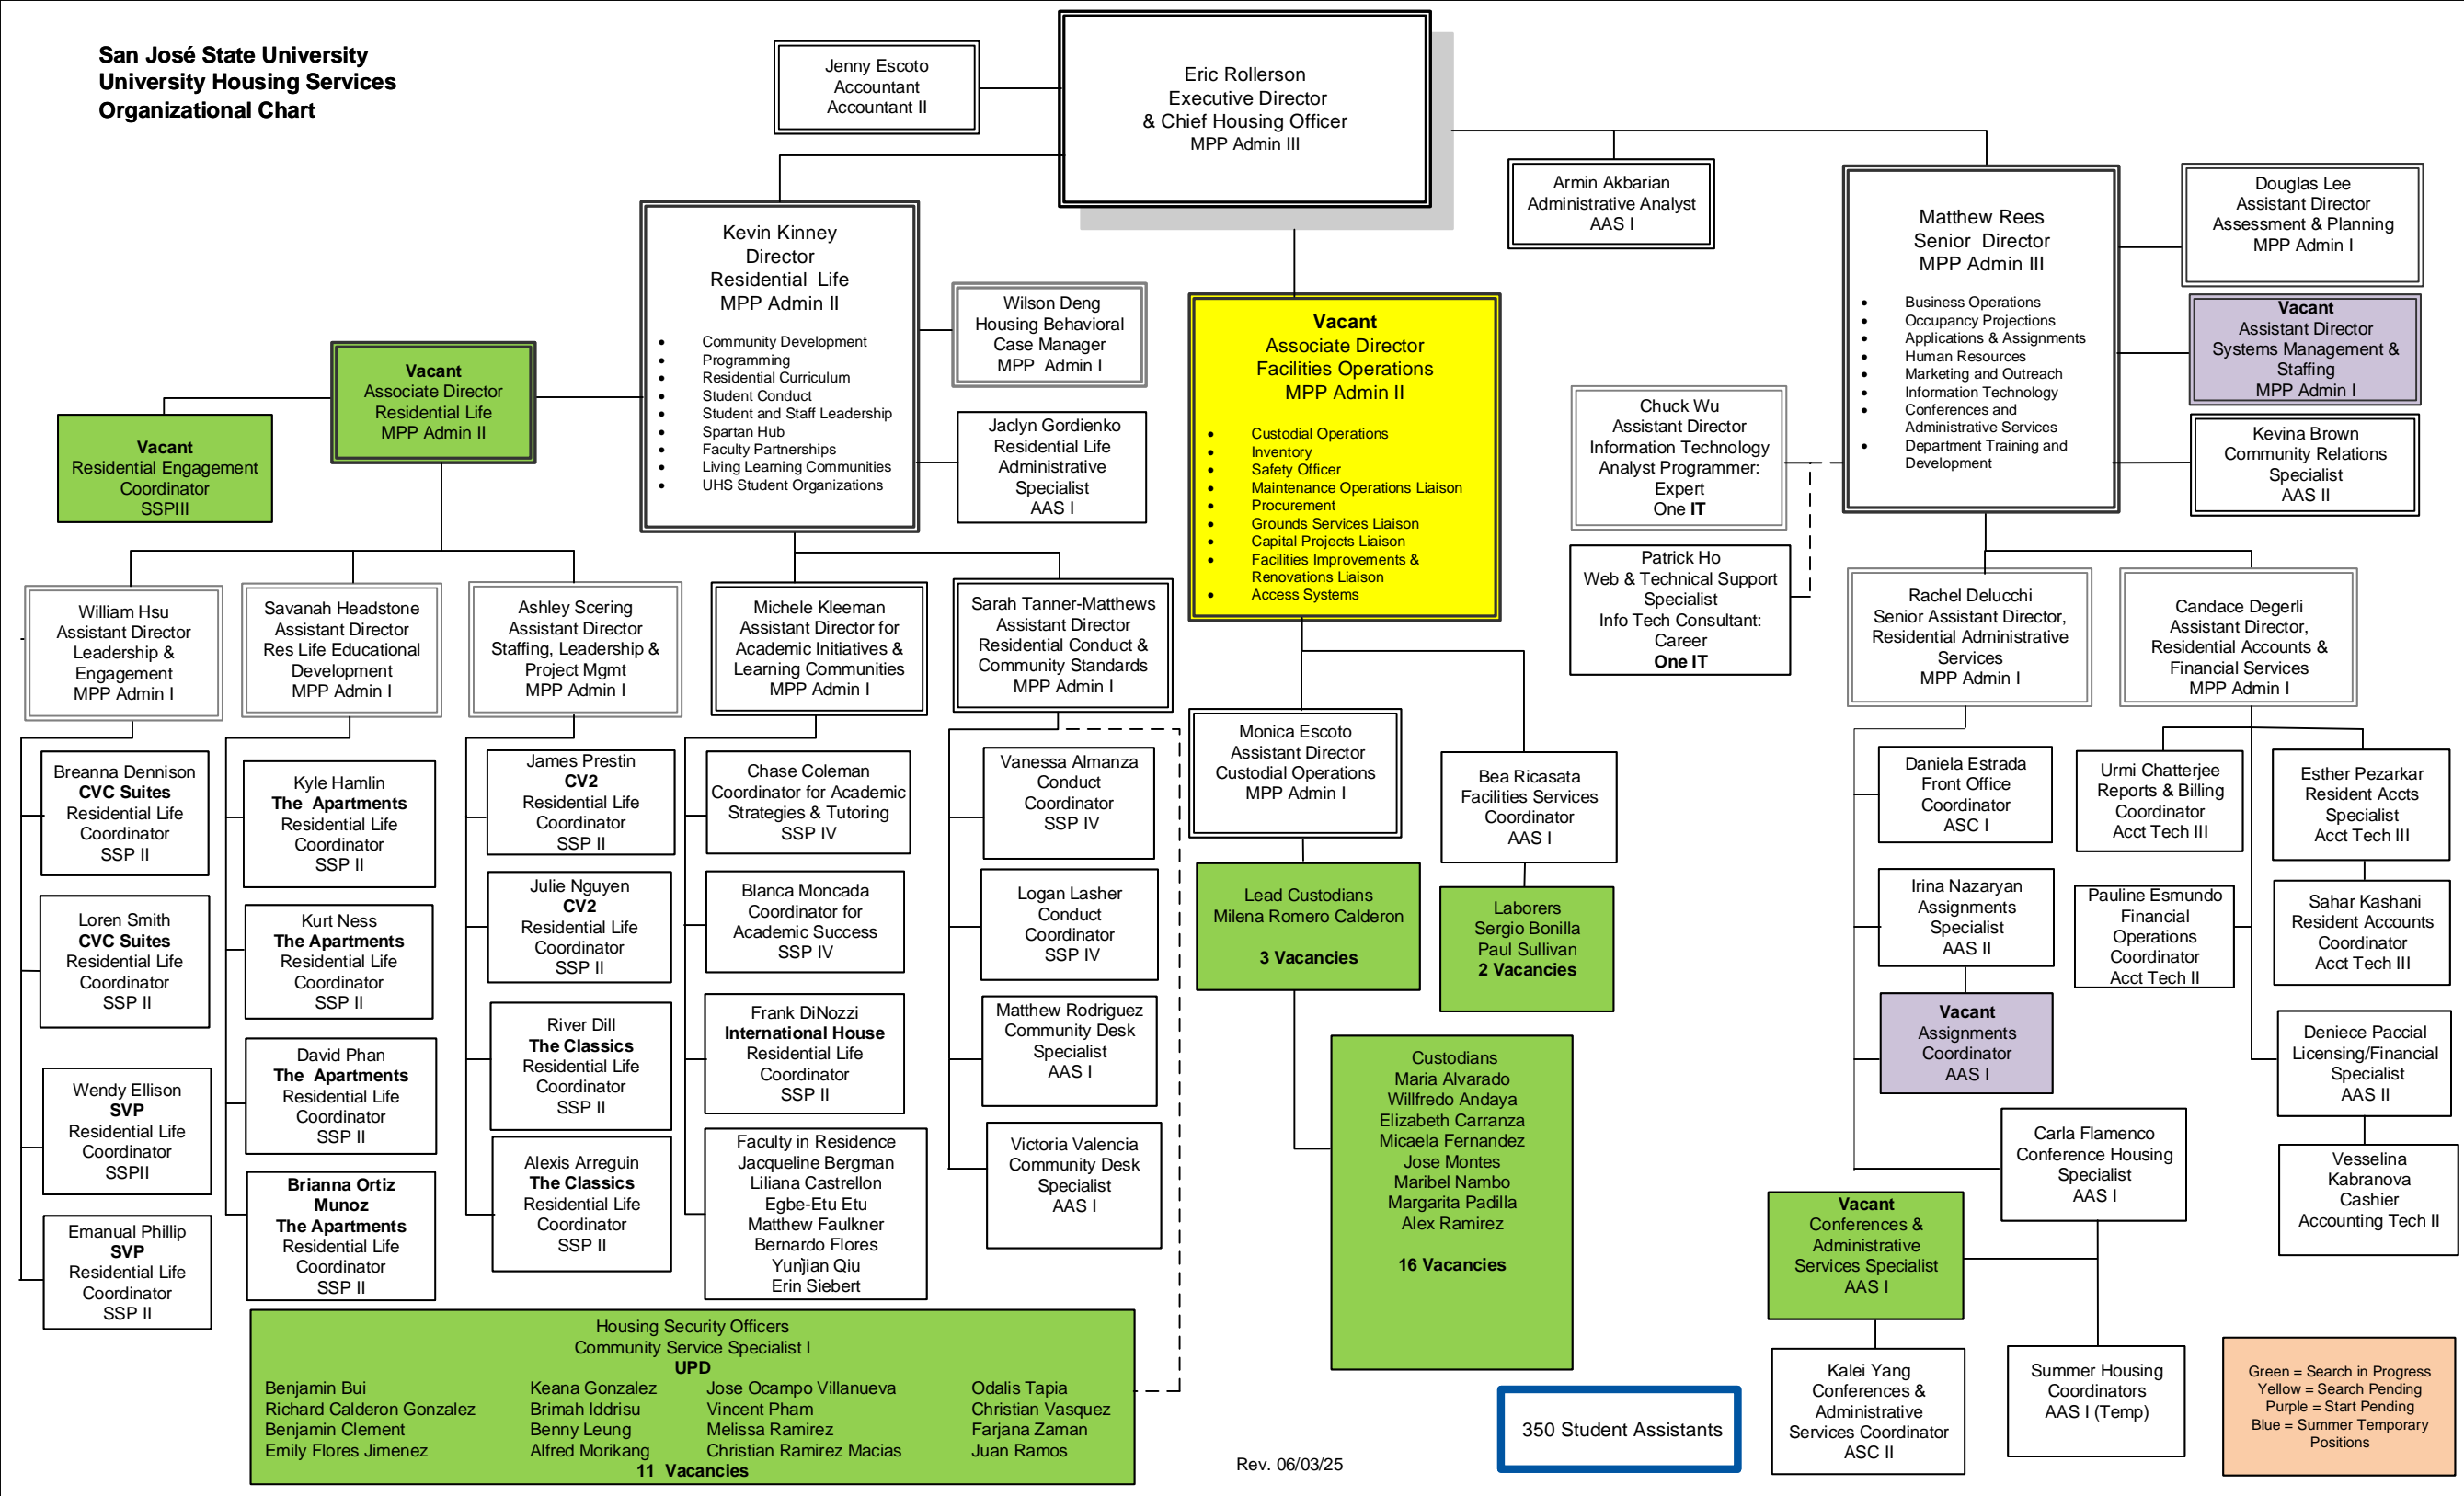 San José State University
University Housing Services
Organizational Chart
Jenny Escoto
Accountant
Accountant II
Eric Rollerson
Executive Director
& Chief Housing Officer
MPP Admin III
Armin Akbarian
Administrative Analyst
AAS I
Kevin Kinney
Director
Residential Life
MPP Admin II
• Community Development
• Programming
• Residential Curriculum
• Student Conduct
• Student and Staff Leadership
• Spartan Hub
• Faculty Partnerships
• Living Learning Communities
• UHS Student Organizations
Wilson Deng
Housing Behavioral
Case Manager
MPP Admin I
Jaclyn Gordienko
Residential Life
Administrative
Specialist
AAS I
Vacant
Associate Director
Residential Life
MPP Admin II
Vacant
Residential Engagement
Coordinator
SSPIII
Vacant
Associate Director
Facilities Operations
MPP Admin II
• Custodial Operations
• Inventory
• Safety Officer
• Maintenance Operations Liaison
• Procurement
• Grounds Services Liaison
• Capital Projects Liaison
• Facilities Improvements &
Renovations Liaison
• Access Systems
Matthew Rees
Senior Director
MPP Admin III
• Business Operations
• Occupancy Projections
• Applications & Assignments
• Human Resources
• Marketing and Outreach
• Information Technology
• Conferences and
Administrative Services
• Department Training and
Development
Douglas Lee
Assistant Director
Assessment & Planning
MPP Admin I
Vacant
Assistant Director
Systems Management &
Staffing
MPP Admin I
Kevina Brown
Community Relations
Specialist
AAS II
Chuck Wu
Assistant Director
Information Technology
Analyst Programmer:
Expert
One IT
Patrick Ho
Web & Technical Support
Specialist
Info Tech Consultant:
Career
One IT
William Hsu
Assistant Director
Leadership &
Engagement
MPP Admin I
Savanah Headstone
Assistant Director
Res Life Educational
Development
MPP Admin I
Ashley Scering
Assistant Director
Staffing, Leadership &
Project Mgmt
MPP Admin I
Michele Kleeman
Assistant Director for
Academic Initiatives &
Learning Communities
MPP Admin I
Sarah Tanner-Matthews
Assistant Director
Residential Conduct &
Community Standards
MPP Admin I
Rachel Delucchi
Senior Assistant Director,
Residential Administrative
Services
MPP Admin I
Candace Degerli
Assistant Director,
Residential Accounts &
Financial Services
MPP Admin I
Breanna Dennison
CVC Suites
Residential Life
Coordinator
SSP II
Loren Smith
CVC Suites
Residential Life
Coordinator
SSP II
Wendy Ellison
SVP
Residential Life
Coordinator
SSPII
Emanual Phillip
SVP
Residential Life
Coordinator
SSP II
Kyle Hamlin
The Apartments
Residential Life
Coordinator
SSP II
Kurt Ness
The Apartments
Residential Life
Coordinator
SSP II
David Phan
The Apartments
Residential Life
Coordinator
SSP II
Brianna Ortiz
Munoz
The Apartments
Residential Life
Coordinator
SSP II
James Prestin
CV2
Residential Life
Coordinator
SSP II
Julie Nguyen
CV2
Residential Life
Coordinator
SSP II
River Dill
The Classics
Residential Life
Coordinator
SSP II
Alexis Arreguin
The Classics
Residential Life
Coordinator
SSP II
Chase Coleman
Coordinator for Academic
Strategies & Tutoring
SSP IV
Blanca Moncada
Coordinator for
Academic Success
SSP IV
Frank DiNozzi
International House
Residential Life
Coordinator
SSP II
Faculty in Residence
Jacqueline Bergman
Liliana Castrellon
Egbe-Etu Etu
Matthew Faulkner
Bernardo Flores
Yunjian Qiu
Erin Siebert
Vanessa Almanza
Conduct
Coordinator
SSP IV
Logan Lasher
Conduct
Coordinator
SSP IV
Matthew Rodriguez
Community Desk
Specialist
AAS I
Victoria Valencia
Community Desk
Specialist
AAS I
Monica Escoto
Assistant Director
Custodial Operations
MPP Admin I
Bea Ricasata
Facilities Services
Coordinator
AAS I
Lead Custodians
Milena Romero Calderon
3 Vacancies
Laborers
Sergio Bonilla
Paul Sullivan
2 Vacancies
Custodians
Maria Alvarado
Willfredo Andaya
Elizabeth Carranza
Micaela Fernandez
Jose Montes
Maribel Nambo
Margarita Padilla
Alex Ramirez
16 Vacancies
Daniela Estrada
Front Office
Coordinator
ASC I
Irina Nazaryan
Assignments
Specialist
AAS II
Vacant
Assignments
Coordinator
AAS I
Carla Flamenco
Conference Housing
Specialist
AAS I
Vacant
Conferences &
Administrative
Services Specialist
AAS I
Kalei Yang
Conferences &
Administrative
Services Coordinator
ASC II
Summer Housing
Coordinators
AAS I (Temp)
Urmi Chatterjee
Reports & Billing
Coordinator
Acct Tech III
Pauline Esmundo
Financial
Operations
Coordinator
Acct Tech II
Esther Pezarkar
Resident Accts
Specialist
Acct Tech III
Sahar Kashani
Resident Accounts
Coordinator
Acct Tech III
Deniece Paccial
Licensing/Financial
Specialist
AAS II
Vesselina
Kabranova
Cashier
Accounting Tech II
Housing Security Officers
Community Service Specialist I
UPD
Benjamin Bui Keana Gonzalez Jose Ocampo Villanueva Odalis Tapia
Richard Calderon Gonzalez Brimah Iddrisu Vincent Pham Christian Vasquez
Benjamin Clement Benny Leung Melissa Ramirez Farjana Zaman
Emily Flores Jimenez Alfred Morikang Christian Ramirez Macias Juan Ramos
11 Vacancies
Rev. 06/03/25
350 Student Assistants
Green = Search in Progress
Yellow = Search Pending
Purple = Start Pending
Blue = Summer Temporary
Positions